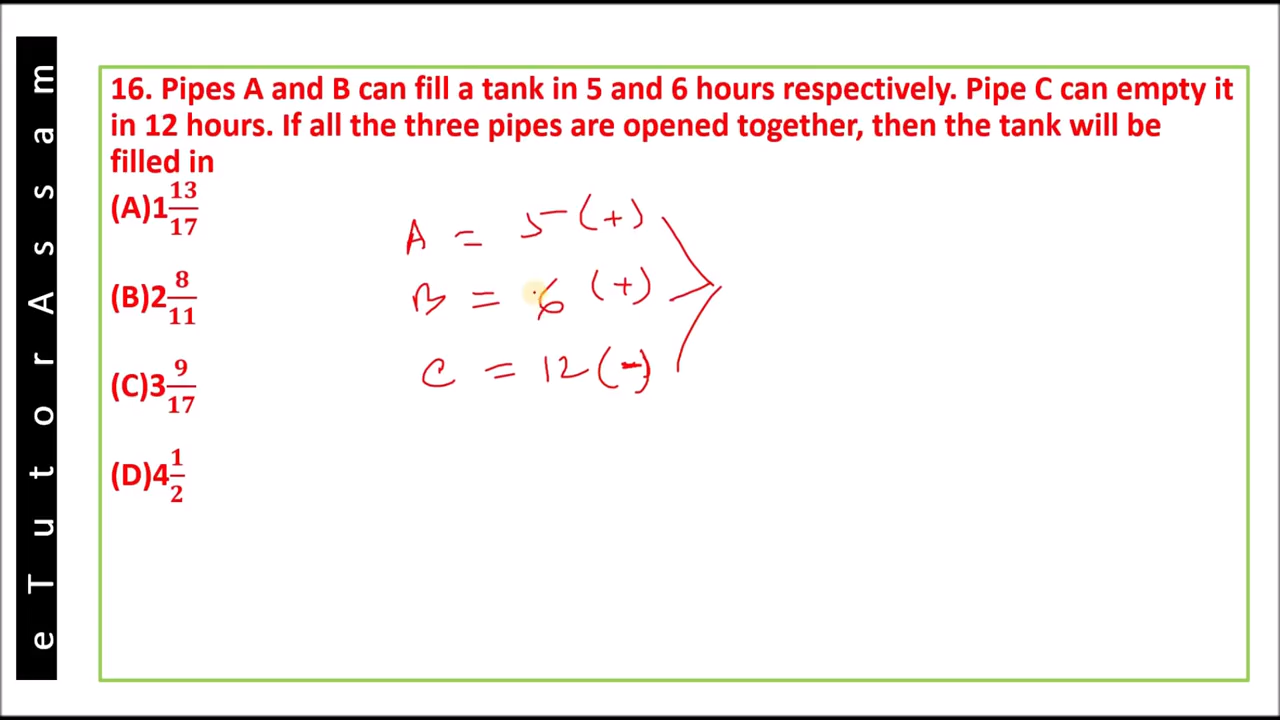 16. Pipes A and B can fill a tank in 5 and 6 hours respectively. Pipe C can empty it
in 12 hours. If all the three pipes are opened together, then the tank will be
filled in
(A)1 13/17
(B)2 8/11
(C)3 9/17
(D)4 1/2
A = 5 (+)
B = 6 (+)
C = 12 (-)
eTutorAssam